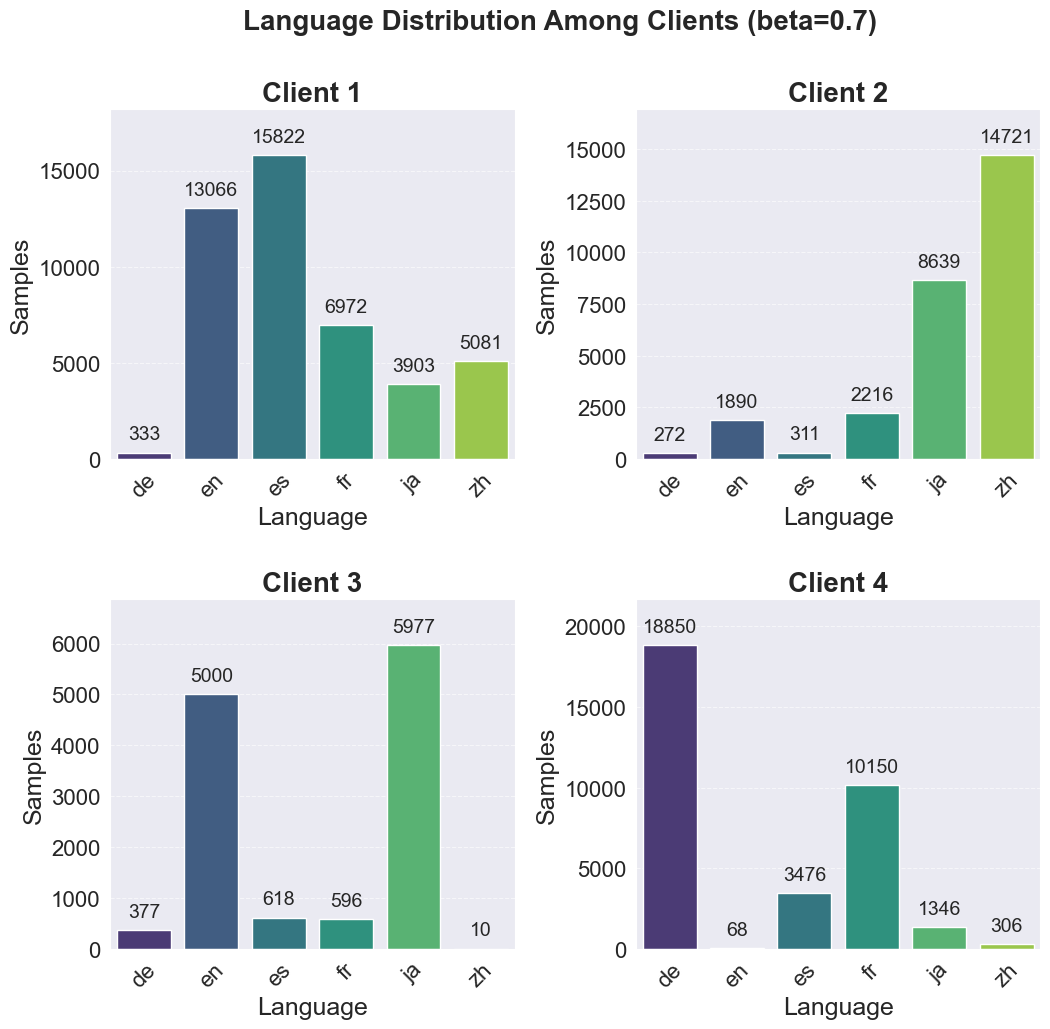 Language Distribution Among Clients (beta=0.7)
Client 1
15822
15000
13066
10000
Samples
6972
5081
5000
3903
333
0
de en es fr ja zh
Language
Client 2
15000
14721
12500
10000
Samples
8639
7500
5000
2500
2216
1890
272
311
0
de en es fr ja zh
Language
Client 3
6000
5977
5000
5000
4000
Samples
3000
2000
1000
618
596
377
10
0
de en es fr ja zh
Language
Client 4
20000
18850
15000
Samples
10150
10000
5000
3476
1346
306
68
0
de en es fr ja zh
Language